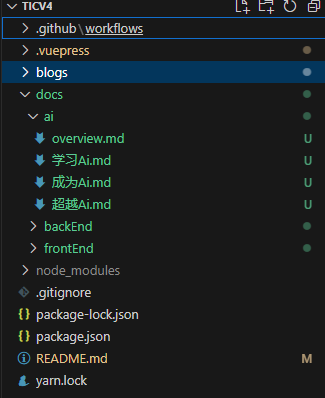 TICV4
.github\workflows
.vuepress
blogs
docs
ai
overview.md U
学习Ai.md U
成为Ai.md U
超越Ai.md U
backEnd
frontEnd
node_modules
.gitignore
package-lock.json
package.json
README.md M
yarn.lock